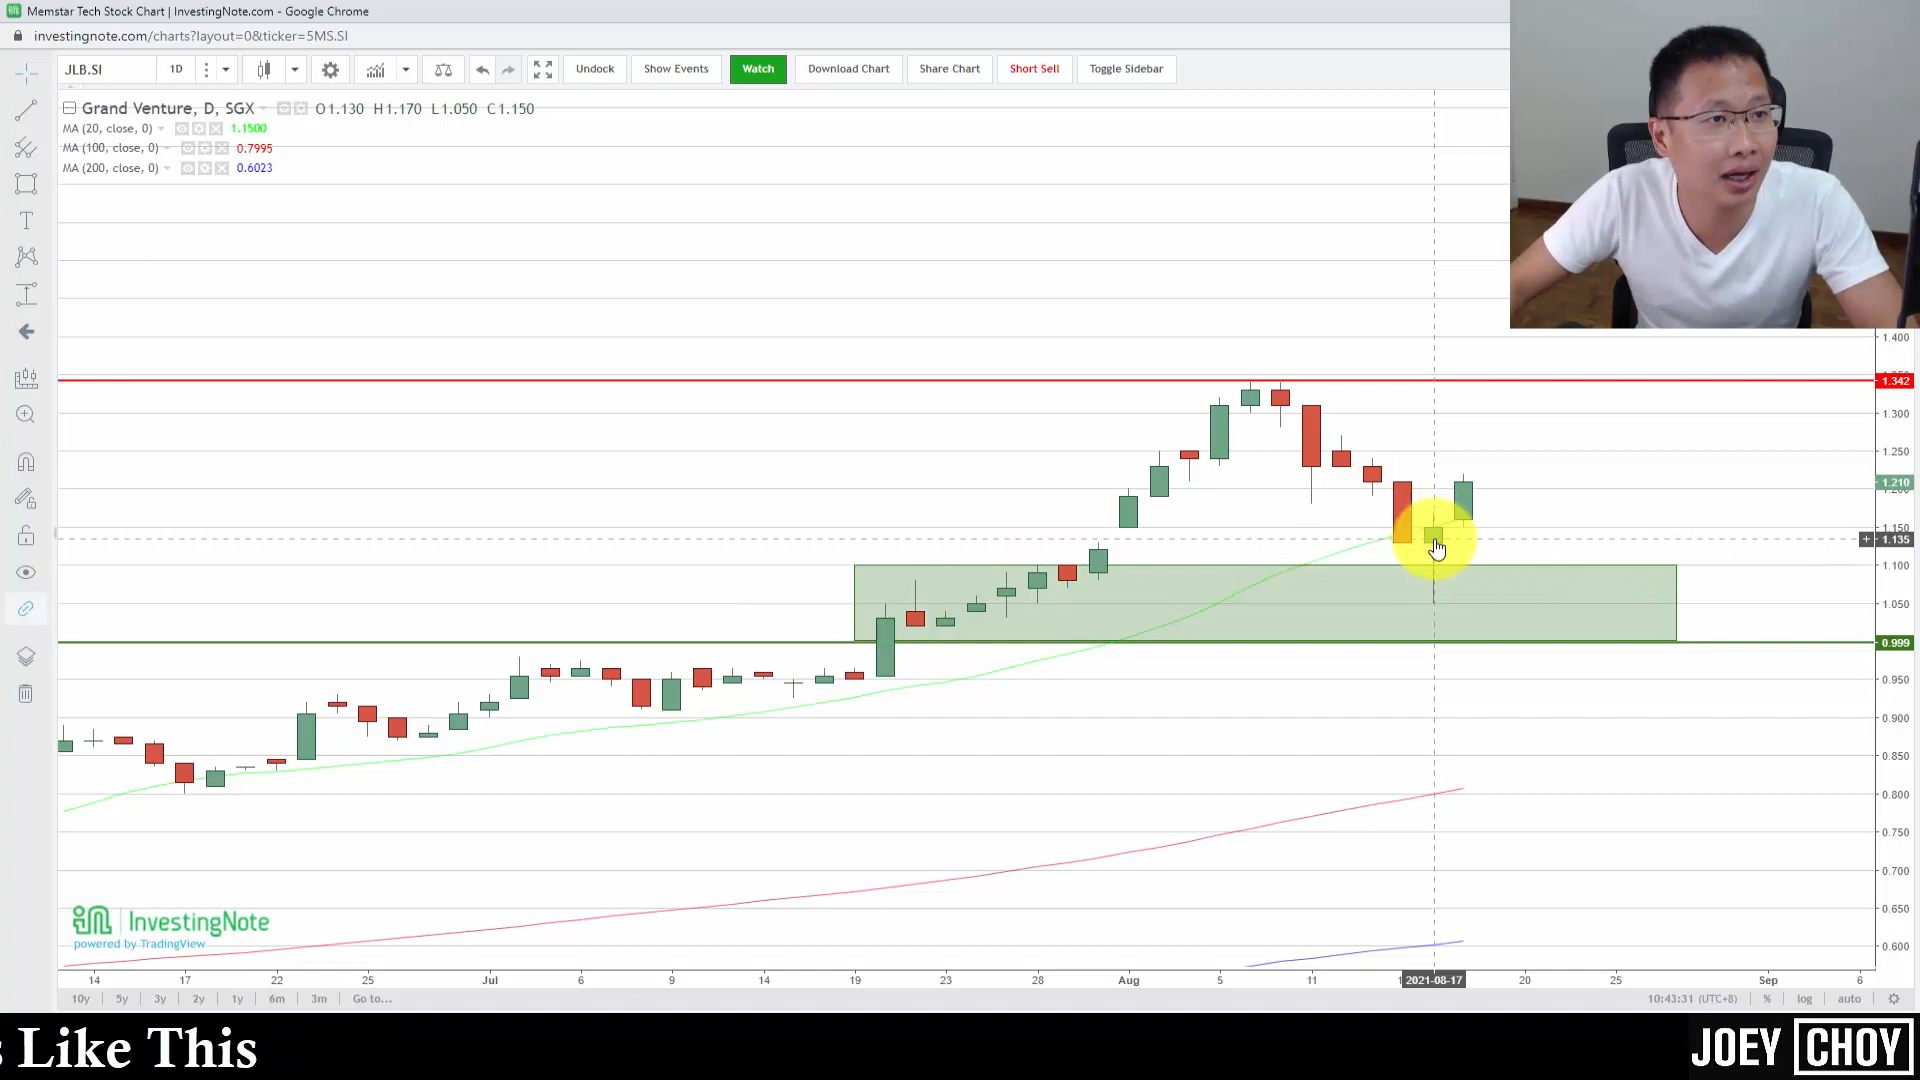 Memstar Tech Stock Chart | InvestingNote.com - Google Chrome
investingnote.com/charts?layout=0&ticker=5MS.SI
JLB.SI 1D Undock Show Events Watch Download Chart Share Chart Short Sell Toggle Sidebar
Grand Venture, D, SGX O1.130 H1.170 L1.050 C1.150
MA (20, close, 0) 1.1500
MA (100, close, 0) 0.7995
MA (200, close, 0) 0.6023
1.400
1.342
1.300
1.250
1.210
1.150
1.135
1.100
1.050
0.999
0.950
0.900
0.850
0.800
0.750
0.700
0.650
0.600
InvestingNote
powered by TradingView
14 17 22 25 Jul 6 9 14 19 23 28 Aug 5 11 2021-08-17 20 25 Sep 6
10y 5y 3y 2y 1y 6m 3m Go to... 10:43:31 (UTC+8) % log auto
Like This
JOEY CHOY